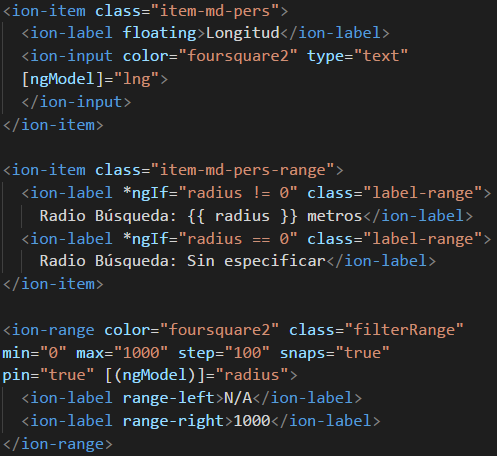 <ion-item class="item-md-pers">
  <ion-label floating>Longitud</ion-label>
  <ion-input color="foursquare2" type="text"
  [ngModel]="lng">
  </ion-input>
</ion-item>

<ion-item class="item-md-pers-range">
  <ion-label *ngIf="radius != 0" class="label-range">
    Radio Búsqueda: {{ radius }} metros</ion-label>
  <ion-label *ngIf="radius == 0" class="label-range">
    Radio Búsqueda: Sin especificar</ion-label>
</ion-item>

<ion-range color="foursquare2" class="filterRange"
min="0" max="1000" step="100" snaps="true"
pin="true" [(ngModel)]="radius">
  <ion-label range-left>N/A</ion-label>
  <ion-label range-right>1000</ion-label>
</ion-range>